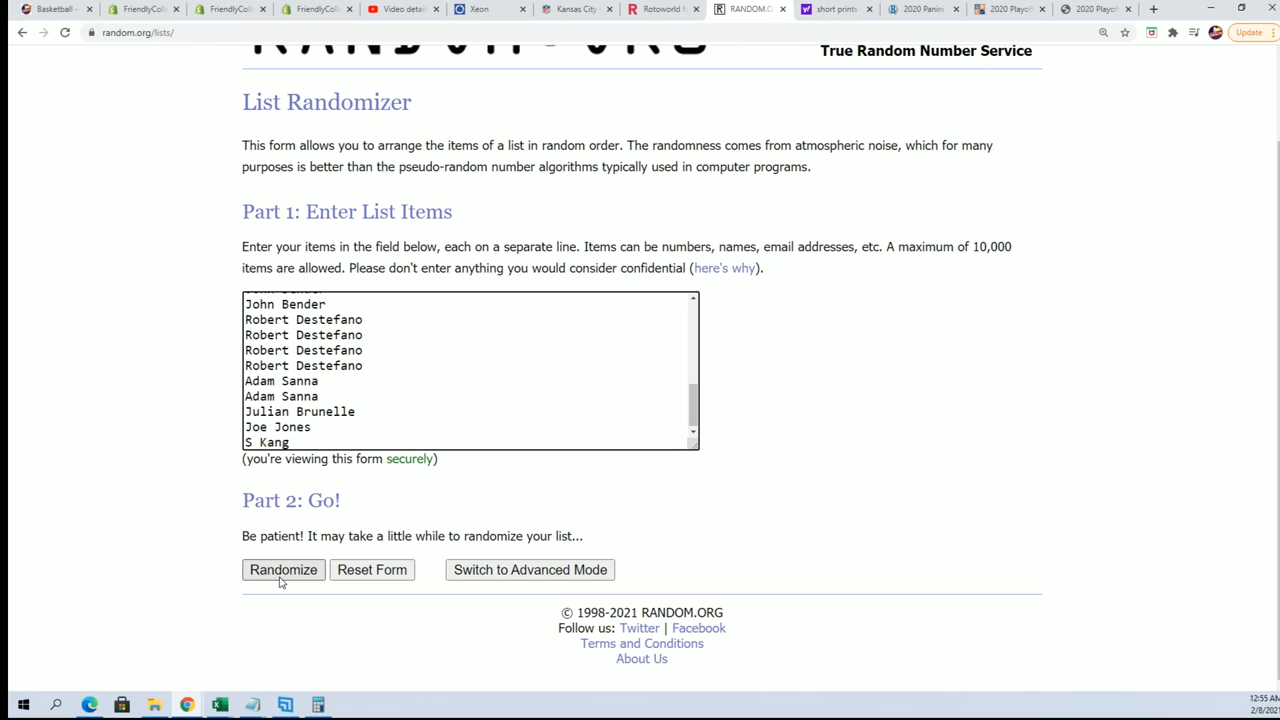 Basketball -
FriendlyColle
FriendlyColle
FriendlyColle
Video detai
Xeon
Kansas City
Rotoworld f
RANDOM.O
short prints
2020 Panini
2020 Playof
2020 Playof
random.org/lists/
Update
RANDOM.ORG
True Random Number Service
List Randomizer
This form allows you to arrange the items of a list in random order. The randomness comes from atmospheric noise, which for many
purposes is better than the pseudo-random number algorithms typically used in computer programs.
Part 1: Enter List Items
Enter your items in the field below, each on a separate line. Items can be numbers, names, email addresses, etc. A maximum of 10,000
items are allowed. Please don't enter anything you would consider confidential (here's why).
John Bender
Robert Destefano
Robert Destefano
Robert Destefano
Robert Destefano
Adam Sanna
Adam Sanna
Julian Brunelle
Joe Jones
S Kang
(you're viewing this form securely)
Part 2: Go!
Be patient! It may take a little while to randomize your list...
Randomize
Reset Form
Switch to Advanced Mode
© 1998-2021 RANDOM.ORG
Follow us: Twitter | Facebook
Terms and Conditions
About Us
12:55 AM
2/8/2021